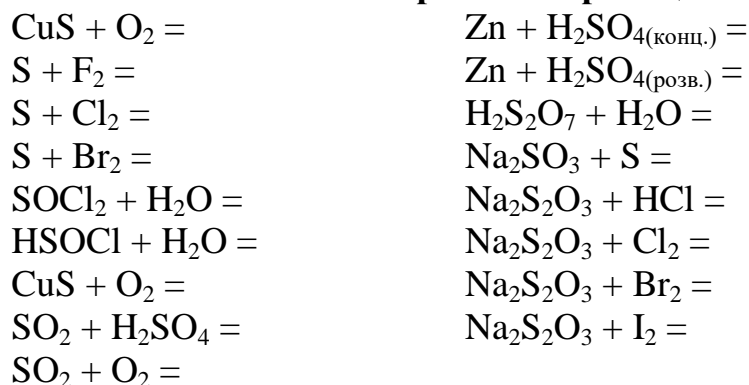 CuS + O₂ =
S + F₂ =
S + Cl₂ =
S + Br₂ =
SOCl₂ + H₂O =
HSOCl + H₂O =
CuS + O₂ =
SO₂ + H₂SO₄ =
SO₂ + O₂ =
Zn + H₂SO₄(конц.) =
Zn + H₂SO₄(розв.) =
H₂S₂O₇ + H₂O =
Na₂SO₃ + S =
Na₂S₂O₃ + HCl =
Na₂S₂O₃ + Cl₂ =
Na₂S₂O₃ + Br₂ =
Na₂S₂O₃ + I₂ =